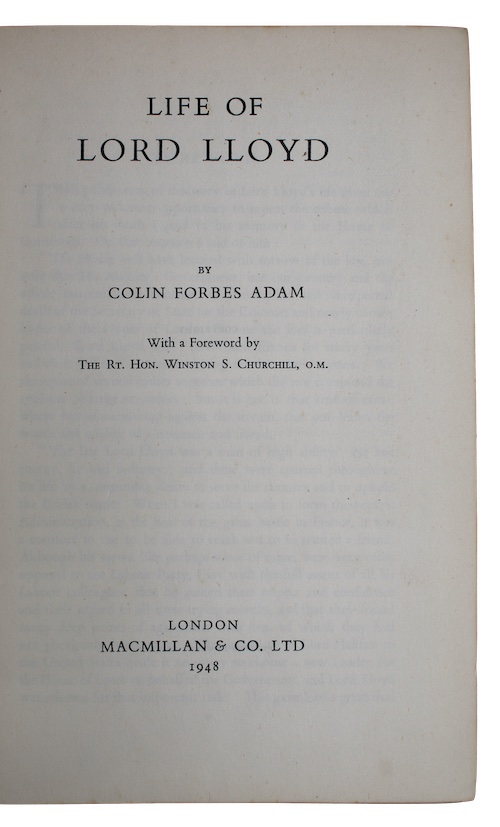 LIFE OF
LORD LLOYD
BY
COLIN FORBES ADAM
With a Foreword by
THE RT. HON. WINSTON S. CHURCHILL, O.M.
LONDON
MACMILLAN & CO. LTD
1948